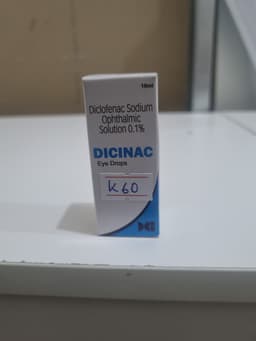 10ml
Diclofenac Sodium
Ophthalmic
Solution 0.1%
DICINAC
Eye Drops
K60